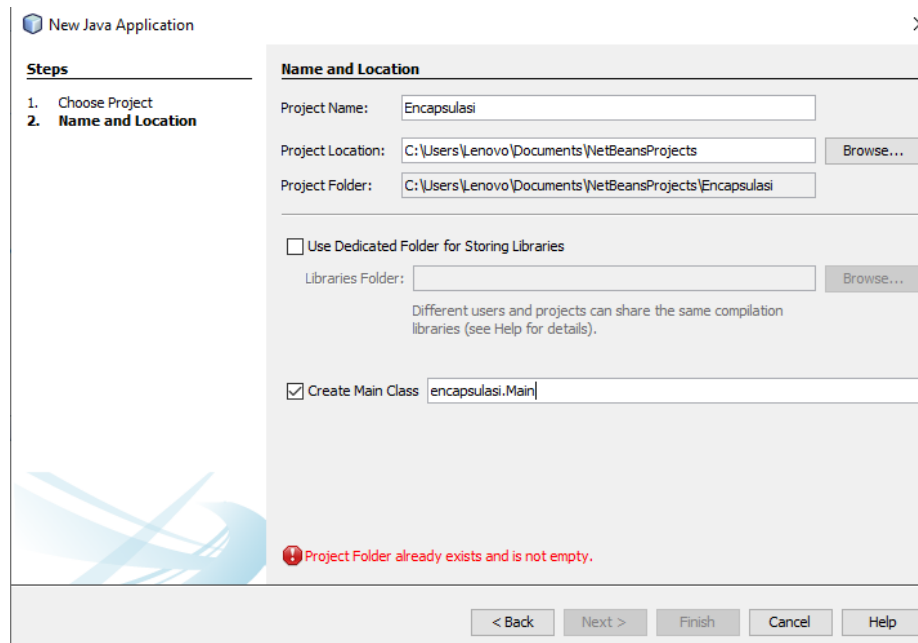 New Java Application
Steps
1. Choose Project
2. Name and Location
Name and Location
Project Name: Encapsulasi
Project Location: C:\Users\Lenovo\Documents\NetBeansProjects Browse...
Project Folder: C:\Users\Lenovo\Documents\NetBeansProjects\Encapsulasi
Use Dedicated Folder for Storing Libraries
Libraries Folder: Browse...
Different users and projects can share the same compilation
libraries (see Help for details).
Create Main Class encapsulasi.Main
Project Folder already exists and is not empty.
< Back Next > Finish Cancel Help